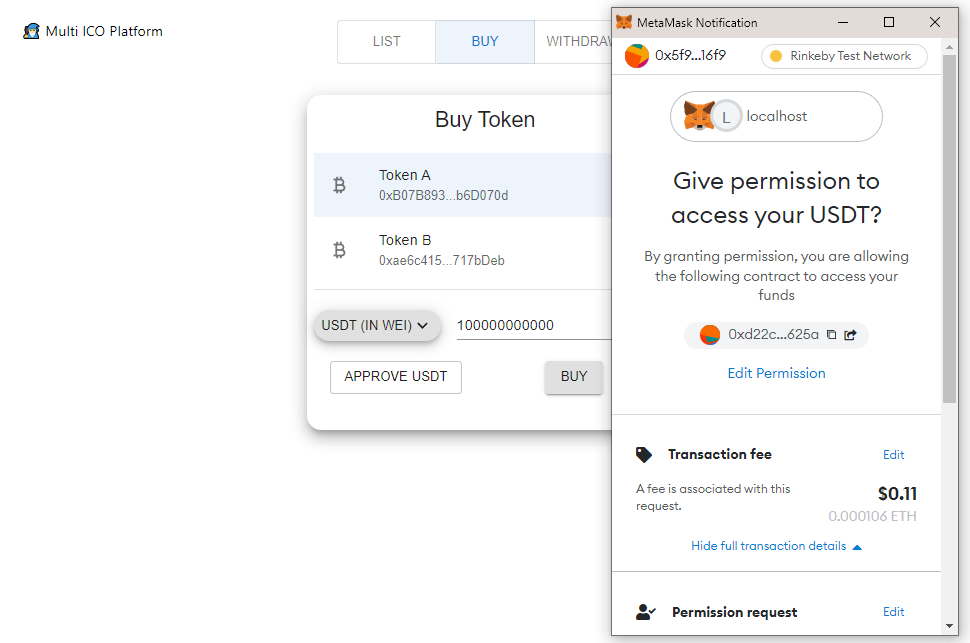 Multi ICO Platform
LIST
BUY
WITHDRAW
Buy Token
Token A
0xB07B893...b6D070d
Token B
0xae6c415...717bDeb
USDT (IN WEI)
100000000000
APPROVE USDT
BUY
MetaMask Notification
0x5f9...16f9
Rinkeby Test Network
L
localhost
Give permission to
access your USDT?
By granting permission, you are allowing
the following contract to access your
funds
0xd22c...625a
Edit Permission
Transaction fee
Edit
A fee is associated with this
request.
$0.11
0.000106 ETH
Hide full transaction details
Permission request
Edit